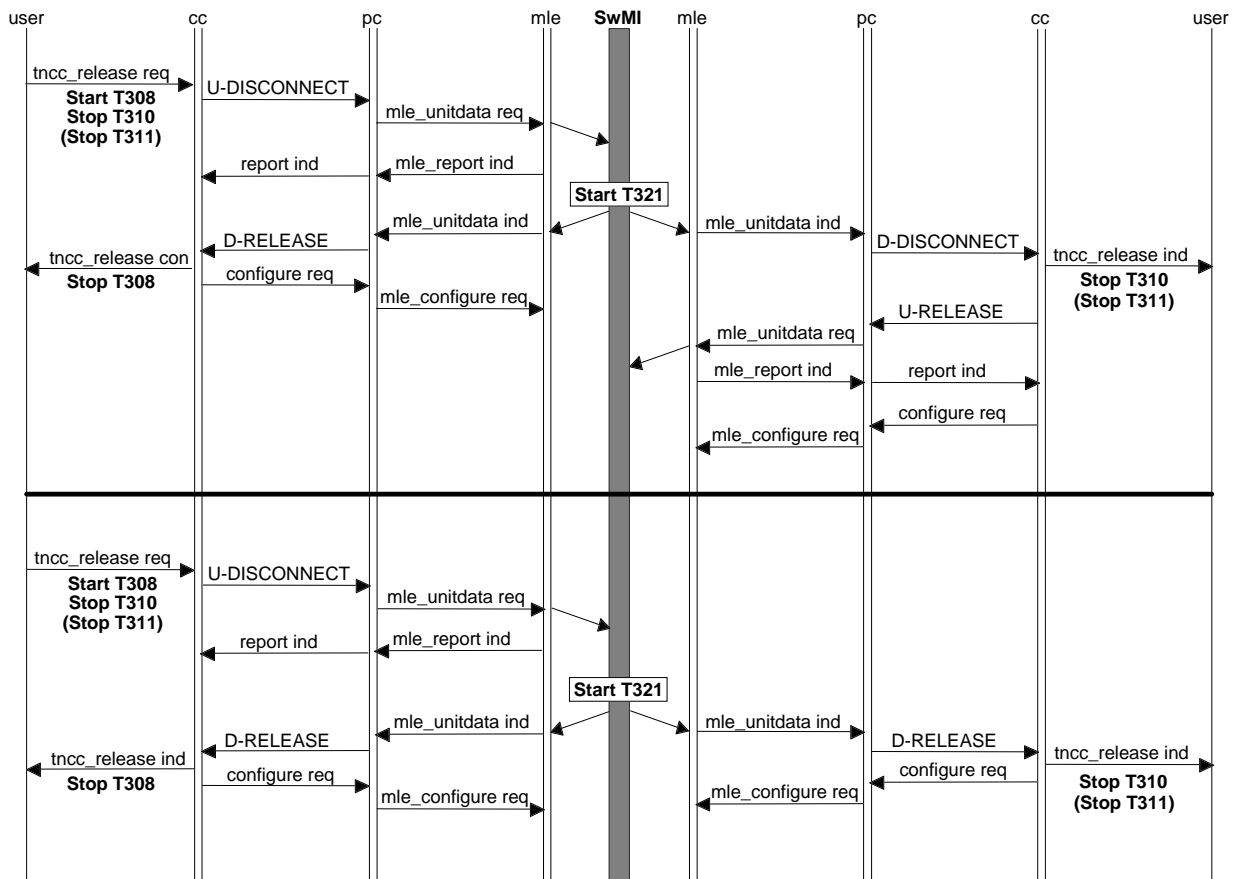 user cc pc mle SwMI mle pc cc user
tncc_release req
Start T308
Stop T310
(Stop T311)
U-DISCONNECT
mle_unitdata req
report ind
mle_report ind
Start T321
mle_unitdata ind
D-RELEASE
tncc_release con
Stop T308
configure req
mle_configure req
mle_unitdata ind
D-DISCONNECT
tncc_release ind
Stop T310
(Stop T311)
U-RELEASE
mle_unitdata req
mle_report ind
report ind
configure req
mle_configure req
tncc_release req
Start T308
Stop T310
(Stop T311)
U-DISCONNECT
mle_unitdata req
report ind
mle_report ind
Start T321
mle_unitdata ind
D-RELEASE
tncc_release ind
Stop T308
configure req
mle_configure req
mle_unitdata ind
D-RELEASE
tncc_release ind
configure req
Stop T310
(Stop T311)
mle_configure req